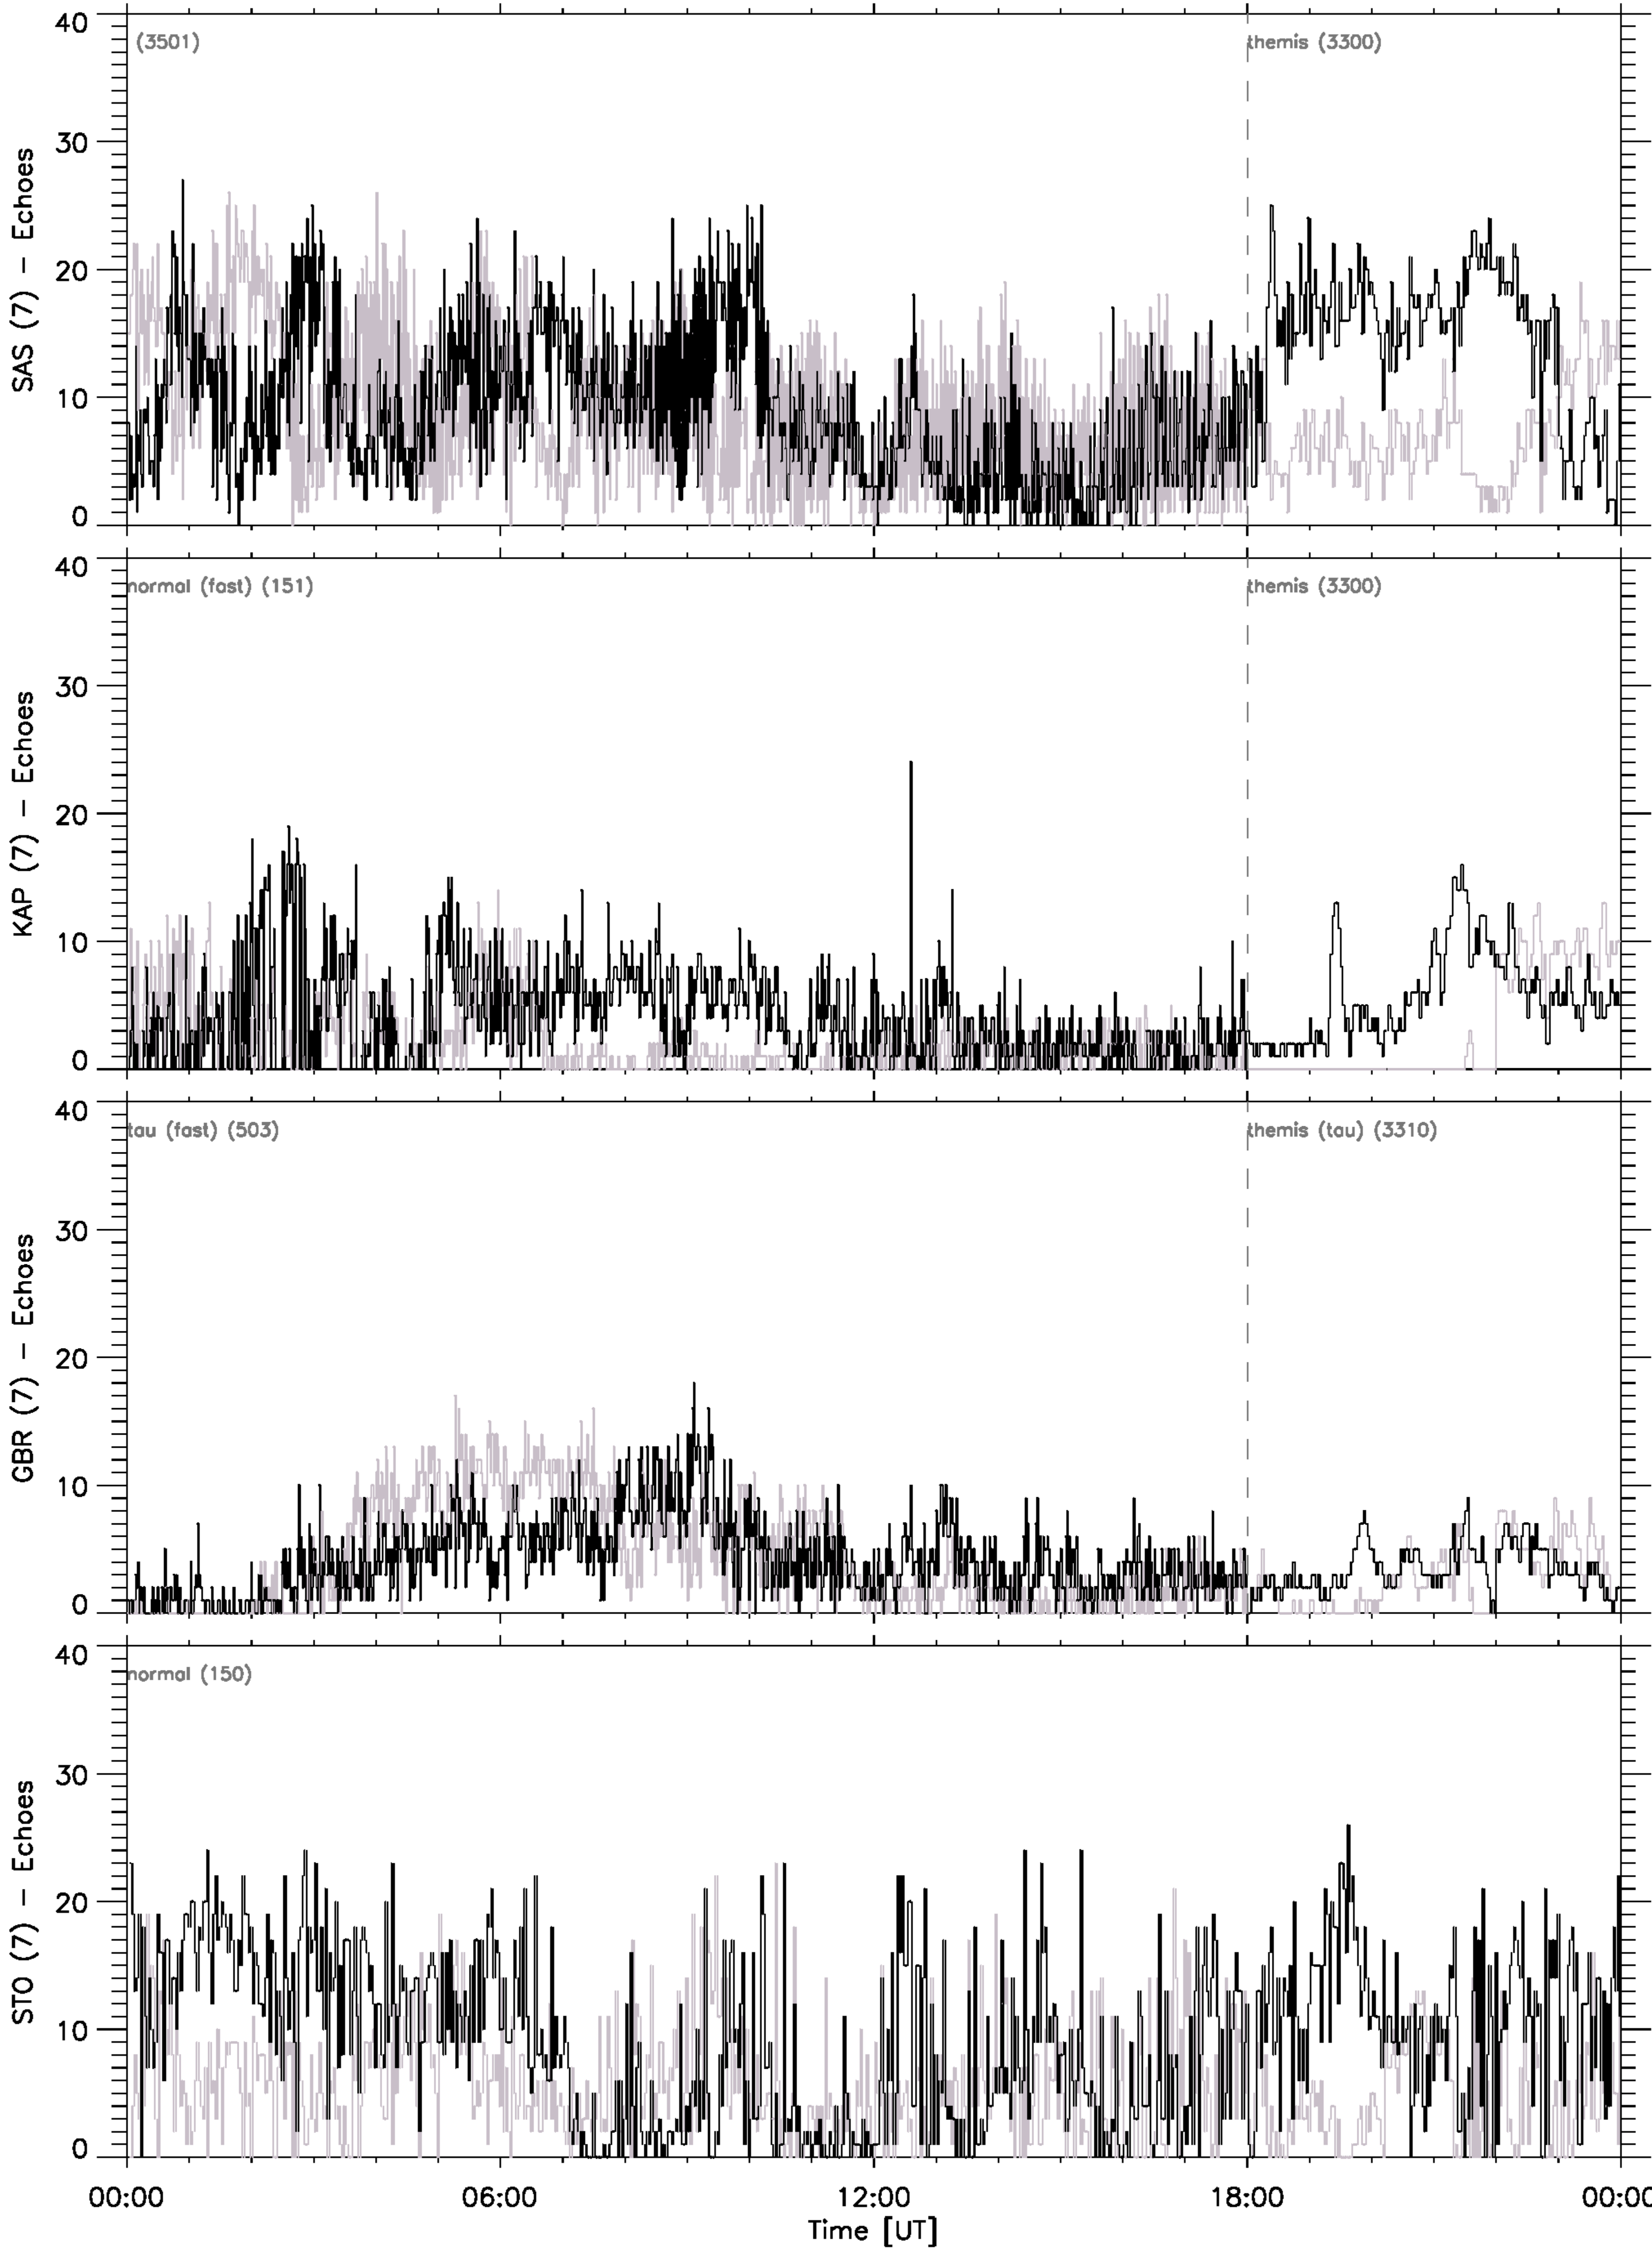 40
(3501)
themis (3300)
30
20
10
0
SAS (7) − Echoes
40
normal (fast) (151)
themis (3300)
30
20
10
0
KAP (7) − Echoes
40
tau (fast) (503)
themis (tau) (3310)
30
20
10
0
GBR (7) − Echoes
40
normal (150)
30
20
10
0
STO (7) − Echoes
00:00 06:00 12:00 18:00 00:00
Time [UT]